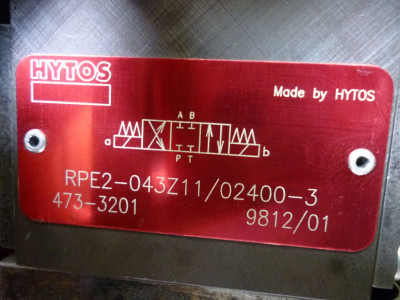 HYTOS
Made by HYTOS
A B
a b
P T
RPE2-043Z11/02400-3
473-3201 9812/01